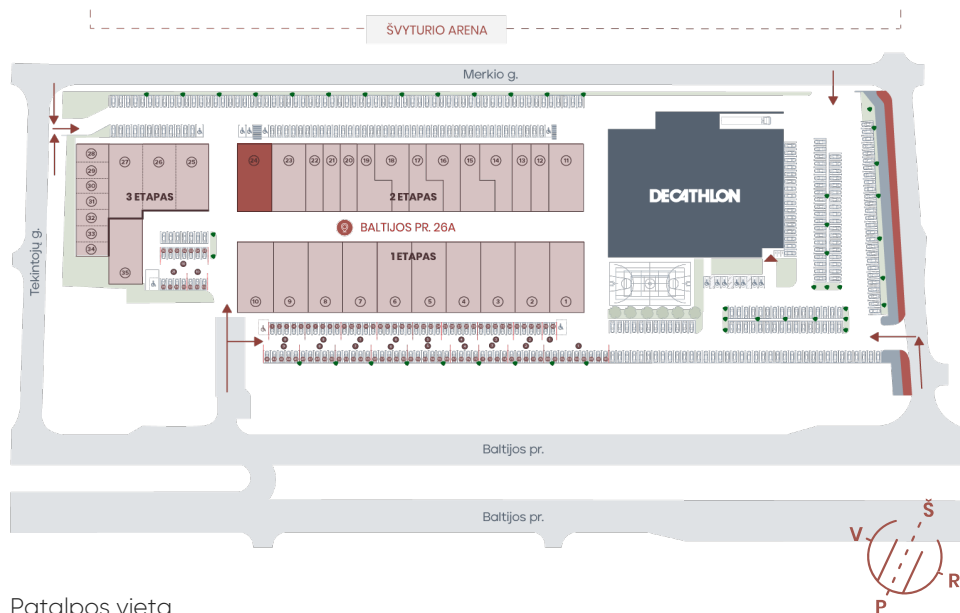 ŠVYTURIO ARENA
Merkio g.
28 27 26 25 24 23 22 21 20 19 18 17 16 15 14 13 12 11
29
30
31
32
33
34
35
3 ETAPAS
2 ETAPAS
DECATHLON
BALTIJOS PR. 26A
1 ETAPAS
Tekintojų g.
10 9 8 7 6 5 4 3 2 1
Baltijos pr.
Baltijos pr.
Š
V
R
P
Patalpos vieta